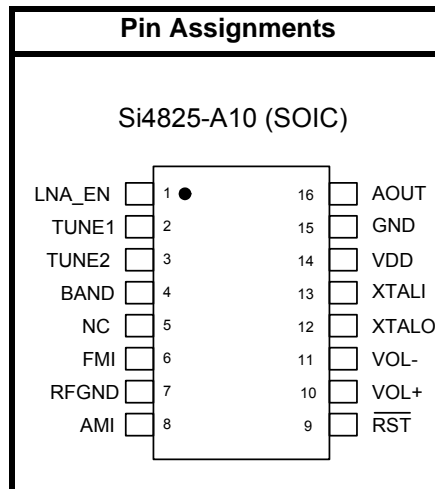 Pin Assignments
Si4825-A10 (SOIC)
LNA_EN 1 16 AOUT
TUNE1 2 15 GND
TUNE2 3 14 VDD
BAND 4 13 XTALI
NC 5 12 XTALO
FMI 6 11 VOL-
RFGND 7 10 VOL+
AMI 8 9 R̅S̅T̅